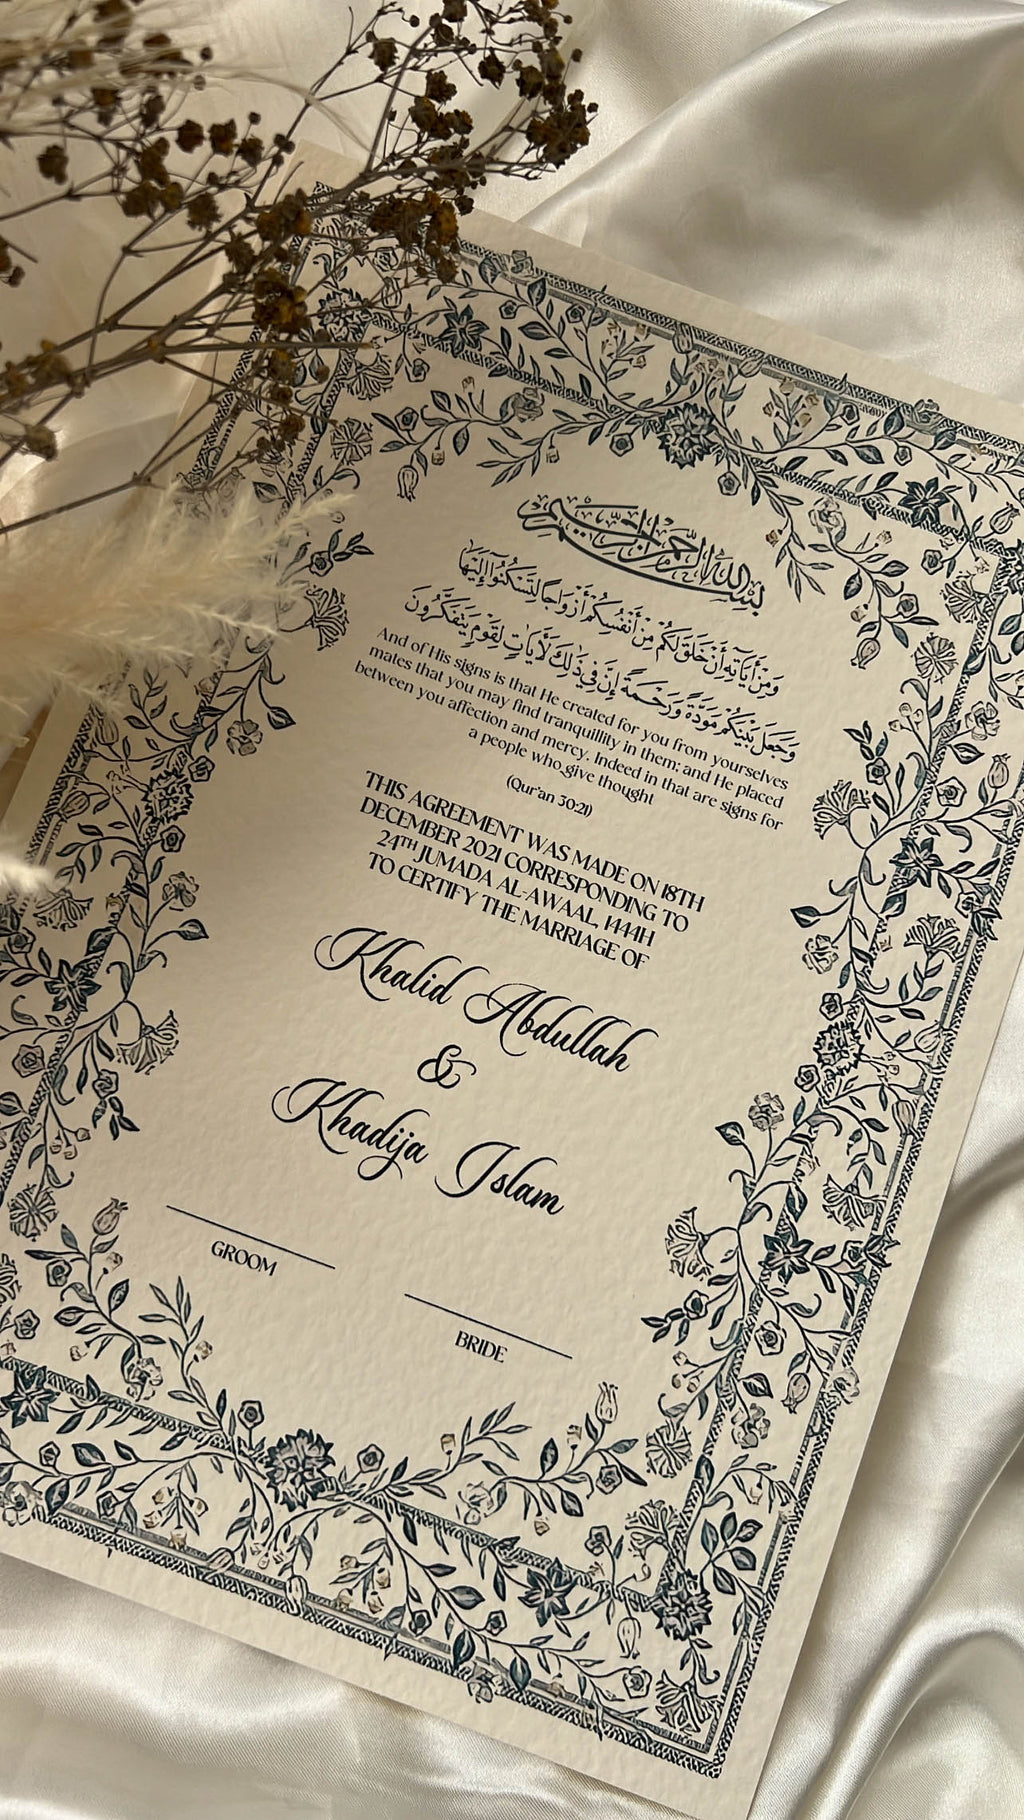 بسم الله الرحمن الرحيم
وَمِنْ آيَاتِهِ أَنْ خَلَقَ لَكُم مِّنْ أَنفُسِكُمْ أَزْوَاجًا لِّتَسْكُنُوا إِلَيْهَا
وَجَعَلَ بَيْنَكُم مَّوَدَّةً وَرَحْمَةً إِنَّ فِي ذَٰلِكَ لَآيَاتٍ لِّقَوْمٍ يَتَفَكَّرُونَ
And of His signs is that He created for you from yourselves
mates that you may find tranquillity in them; and He placed
between you affection and mercy. Indeed in that are signs for
a people who give thought
(Qur'an 30:21)
THIS AGREEMENT WAS MADE ON 18TH
DECEMBER 2021 CORRESPONDING TO
24TH JUMADA AL-AWAAL, 1444H
TO CERTIFY THE MARRIAGE OF
Khalid Abdullah
&
Khadija Islam
GROOM
BRIDE